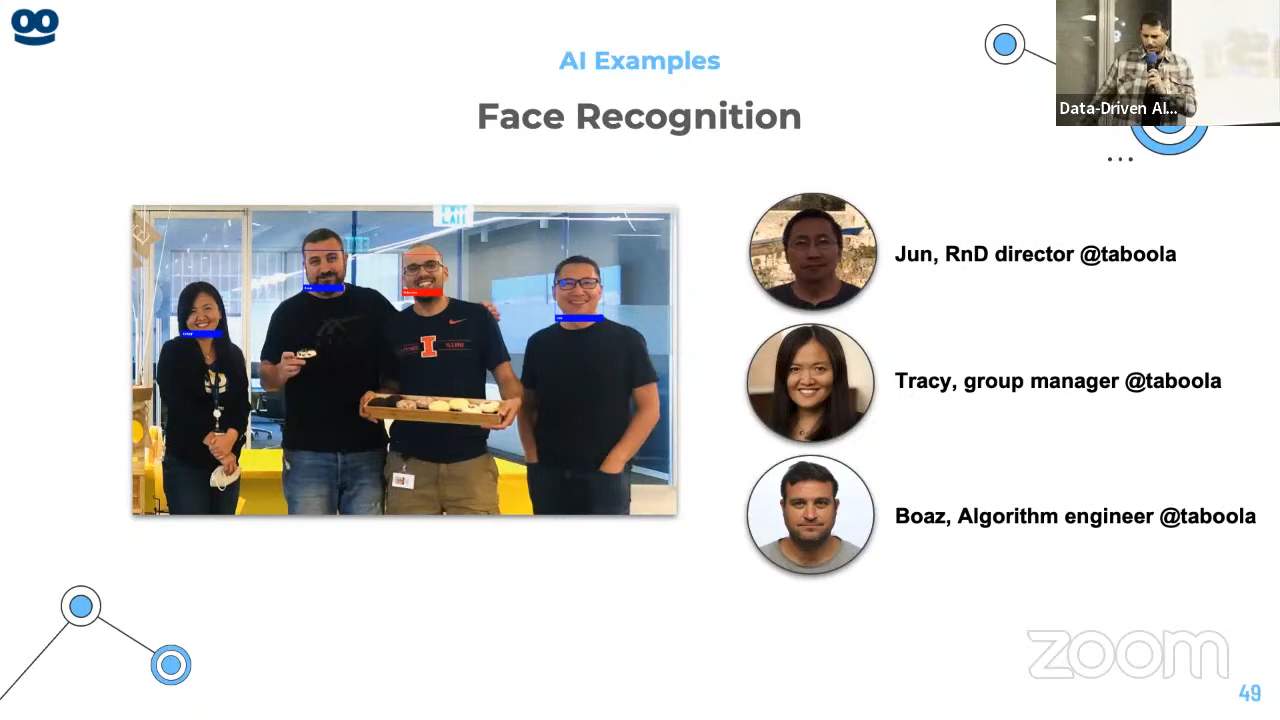 AI Examples
Face Recognition
Data-Driven AI...
EXIT
ILLINI
Jun, RnD director @taboola
Tracy, group manager @taboola
Boaz, Algorithm engineer @taboola
zoom
49